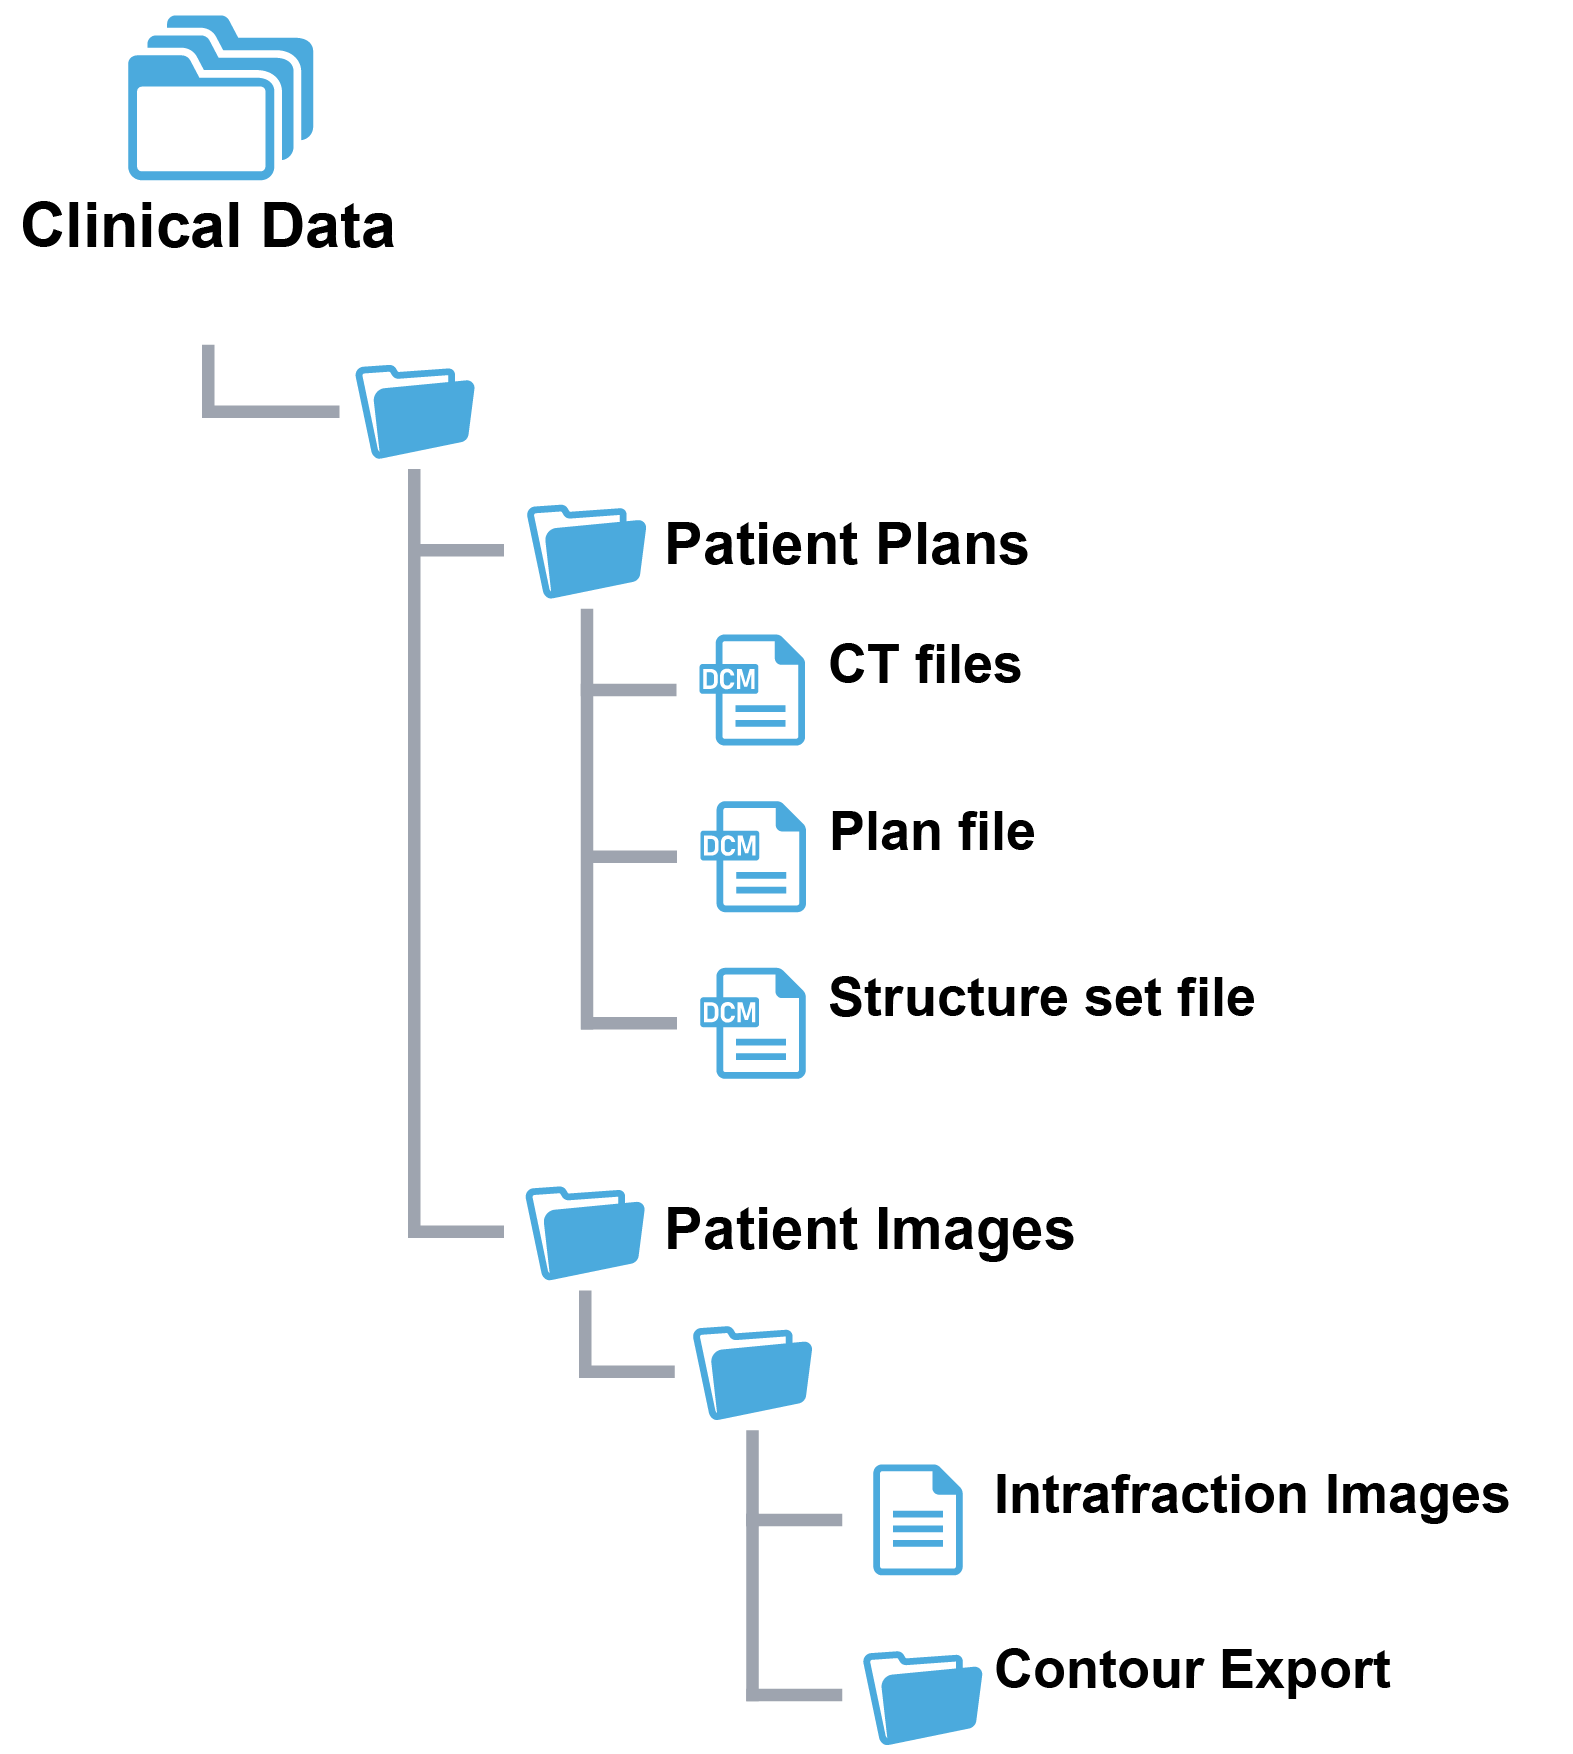 Clinical Data
Patient Plans
DCM
CT files
DCM
Plan file
DCM
Structure set file
Patient Images
Intrafraction Images
Contour Export